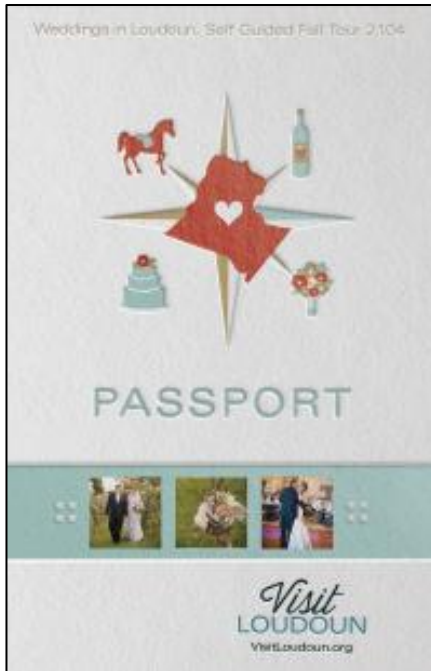 Weddings in Loudoun. Self Guided Fall Tour 2104
PASSPORT
Visit
LOUDOUN
VisitLoudoun.org